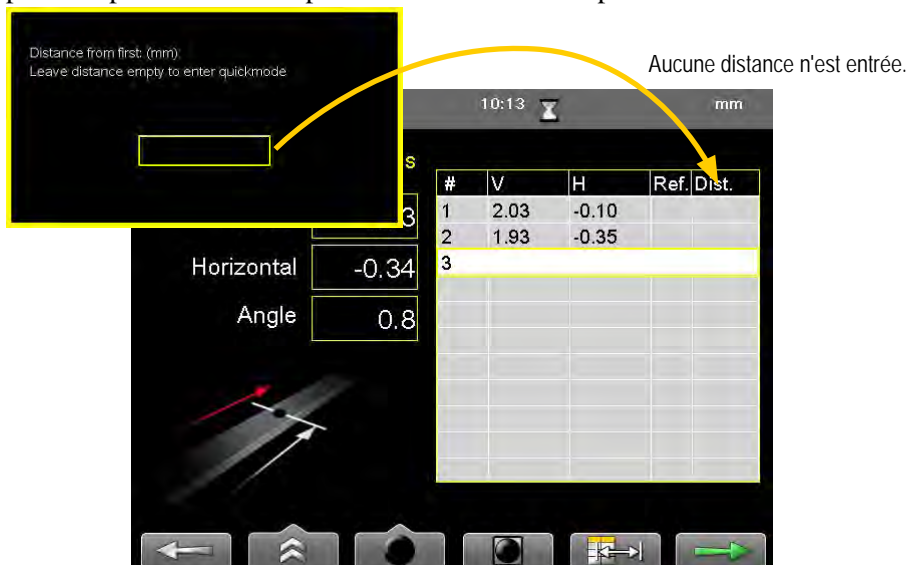 Distance from first: (mm)
Leave distance empty to enter quickmode
Aucune distance n'est entrée.
10:13 mm
s
# V H Ref. Dist.
3
1 2.03 -0.10
2 1.93 -0.35
Horizontal -0.34
3
Angle 0.8